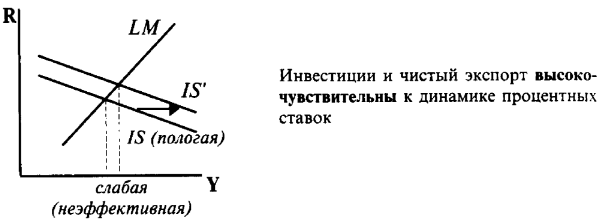 R
LM
IS'
IS (пологая)
Y
слабая
(неэффективная)
Инвестиции и чистый экспорт высоко-
чувствительны к динамике процентных
ставок